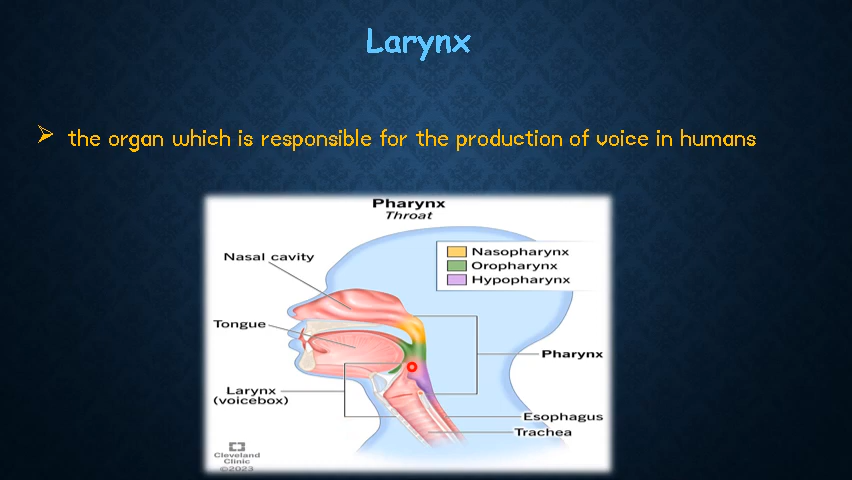 Larynx
➢ the organ which is responsible for the production of voice in humans
Pharynx
Throat
Nasal cavity
Nasopharynx
Oropharynx
Hypopharynx
Tongue
Pharynx
Larynx
(voicebox)
Esophagus
Trachea
Cleveland
Clinic
©2023